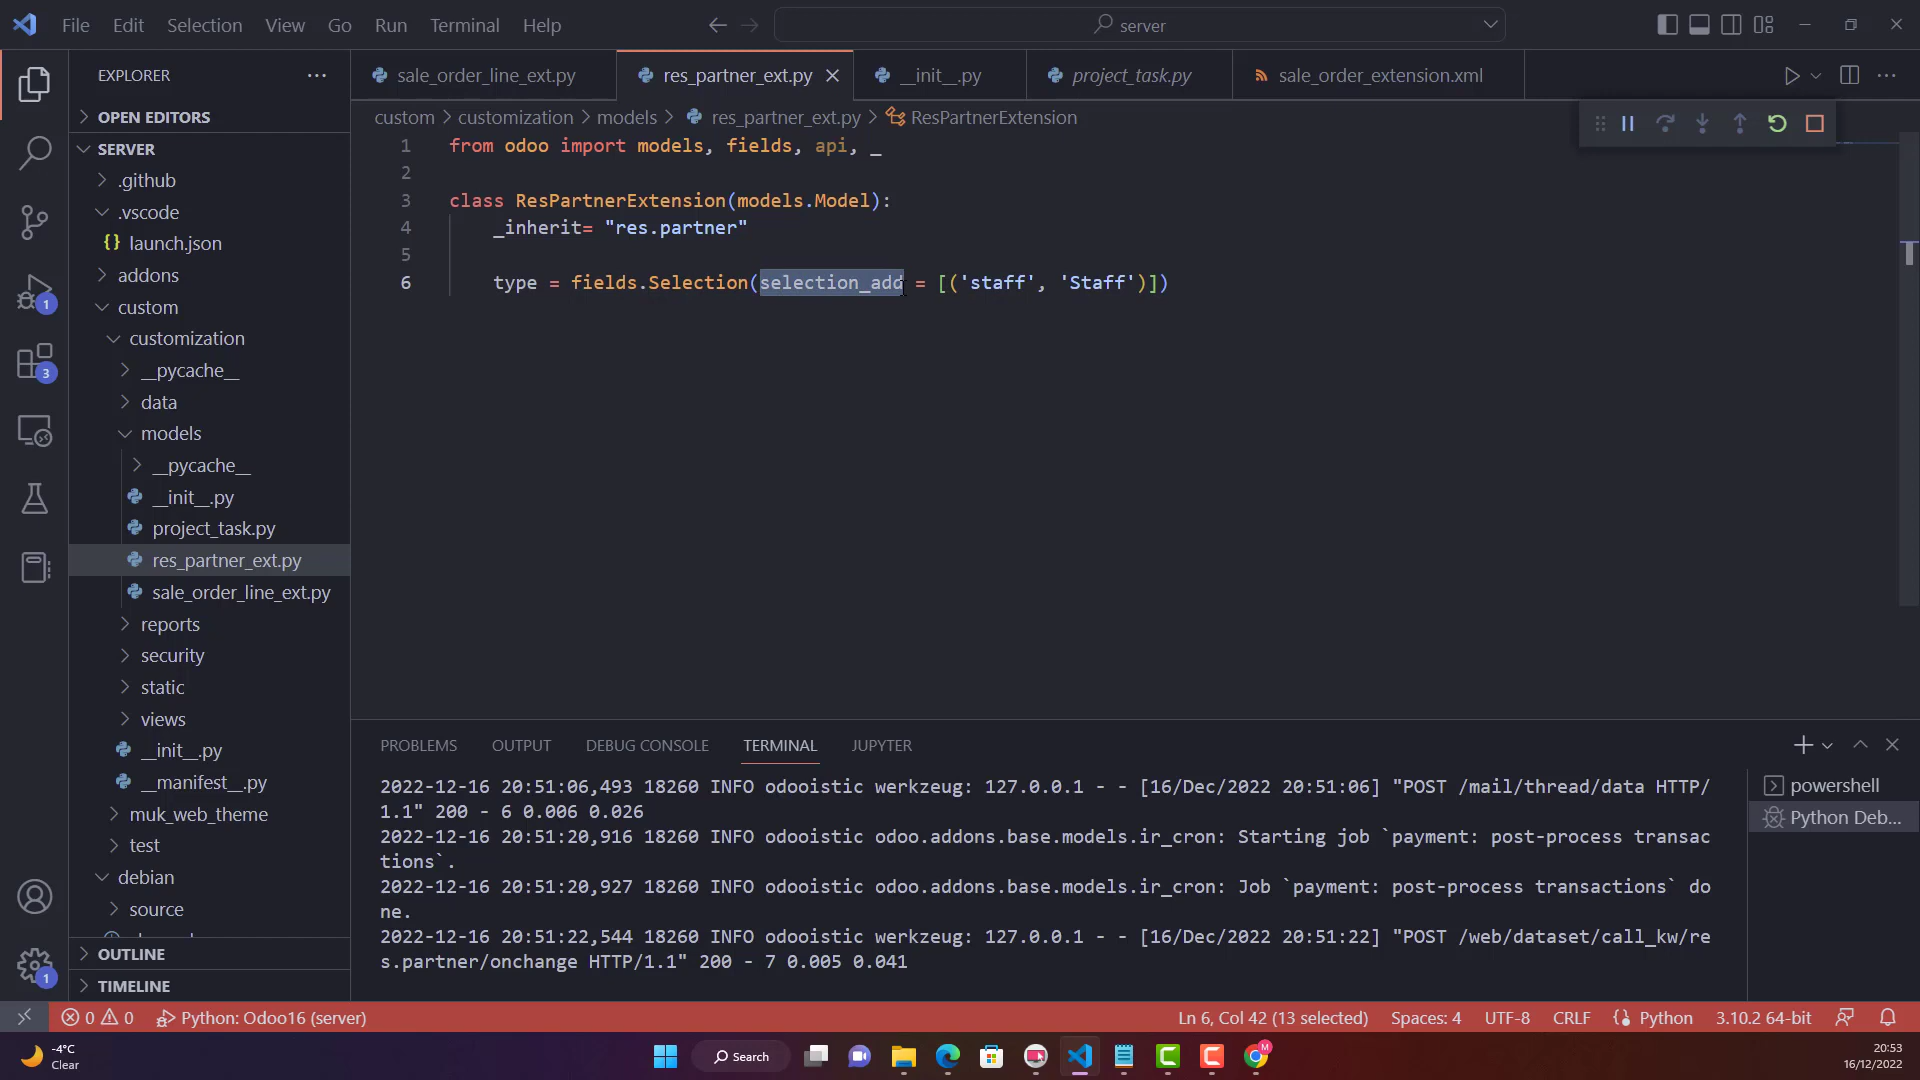 File Edit Selection View Go Run Terminal Help
server
EXPLORER
sale_order_line_ext.py
res_partner_ext.py
__init__.py
project_task.py
sale_order_extension.xml
custom > customization > models > res_partner_ext.py > ResPartnerExtension
OPEN EDITORS
SERVER
.github
.vscode
launch.json
addons
custom
customization
__pycache__
data
models
__pycache__
__init__.py
project_task.py
res_partner_ext.py
sale_order_line_ext.py
reports
security
static
views
__init__.py
__manifest__.py
muk_web_theme
test
debian
source
OUTLINE
TIMELINE
1 from odoo import models, fields, api, _
2
3 class ResPartnerExtension(models.Model):
4 _inherit= "res.partner"
5
6 type = fields.Selection(selection_add = [('staff', 'Staff')])
PROBLEMS OUTPUT DEBUG CONSOLE TERMINAL JUPYTER
2022-12-16 20:51:06,493 18260 INFO odooistic werkzeug: 127.0.0.1 - - [16/Dec/2022 20:51:06] "POST /mail/thread/data HTTP/
1.1" 200 - 6 0.006 0.026
2022-12-16 20:51:20,916 18260 INFO odooistic odoo.addons.base.models.ir_cron: Starting job `payment: post-process transac
tions`.
2022-12-16 20:51:20,927 18260 INFO odooistic odoo.addons.base.models.ir_cron: Job `payment: post-process transactions` do
ne.
2022-12-16 20:51:22,544 18260 INFO odooistic werkzeug: 127.0.0.1 - - [16/Dec/2022 20:51:22] "POST /web/dataset/call_kw/re
s.partner/onchange HTTP/1.1" 200 - 7 0.005 0.041
powershell
Python Deb...
1
3
1
0 0 Python: Odoo16 (server)
Ln 6, Col 42 (13 selected) Spaces: 4 UTF-8 CRLF Python 3.10.2 64-bit
-4°C
Clear
Search
M
20:53
16/12/2022